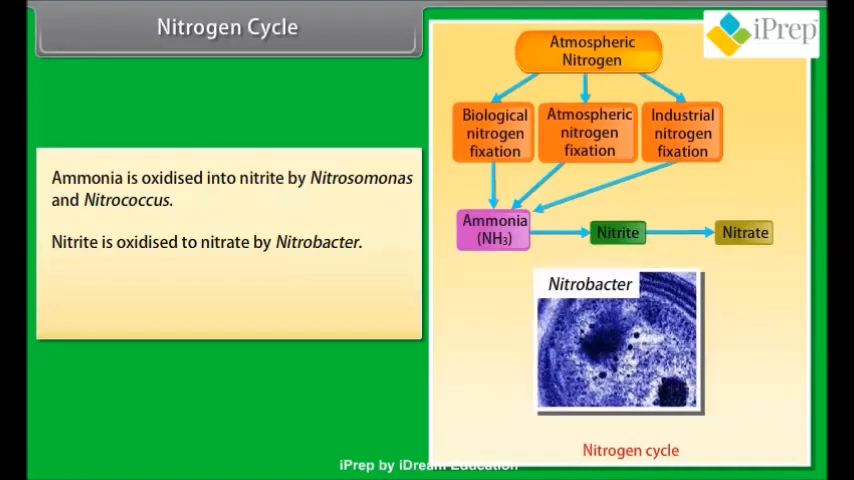 Nitrogen Cycle
iPrep
Ammonia is oxidised into nitrite by Nitrosomonas
and Nitrococcus.
Nitrite is oxidised to nitrate by Nitrobacter.
Atmospheric
Nitrogen
Biological
nitrogen
fixation
Atmospheric
nitrogen
fixation
Industrial
nitrogen
fixation
Ammonia
(NH₃)
Nitrite
Nitrate
Nitrobacter
Nitrogen cycle
iPrep by iDream Education